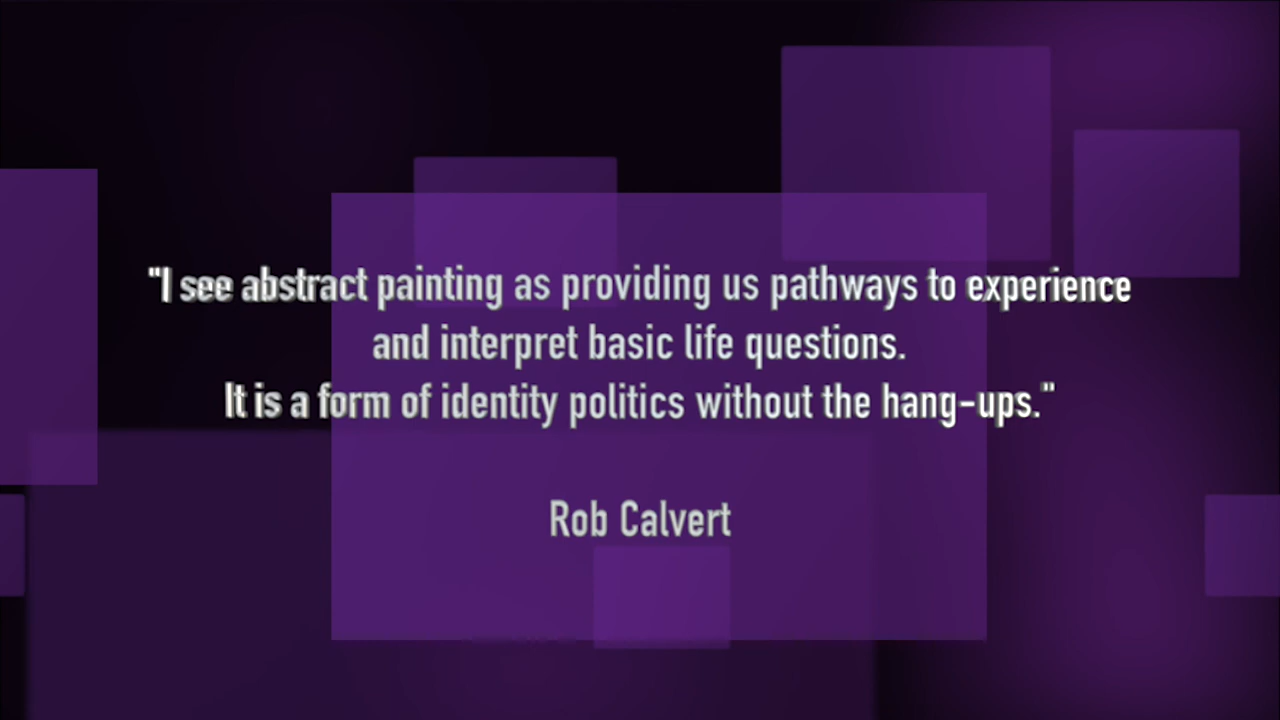 "I see abstract painting as providing us pathways to experience
and interpret basic life questions.
It is a form of identity politics without the hang-ups."
Rob Calvert